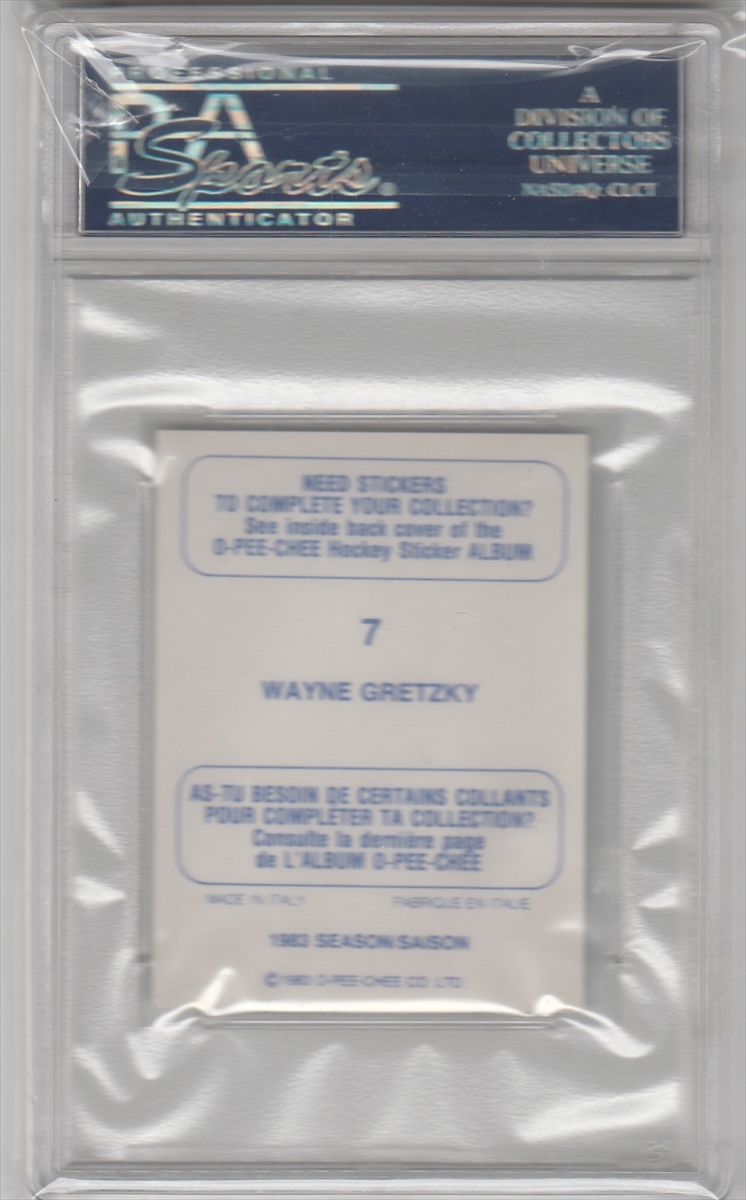 PROFESSIONAL
PSA
Sports®
AUTHENTICATOR
A
DIVISION OF
COLLECTORS
UNIVERSE
NASDAQ: CLCT
NEED STICKERS
TO COMPLETE YOUR COLLECTION?
See inside back cover of the
O-PEE-CHEE Hockey Sticker ALBUM
7
WAYNE GRETZKY
AS-TU BESOIN DE CERTAINS COLLANTS
POUR COMPLETER TA COLLECTION?
Consulte la dernière page
de L'ALBUM O-PEE-CHEE
MADE IN ITALY FABRIQUE EN ITALIE
1983 SEASON/SAISON
© 1983 O-PEE-CHEE CO. LTD.